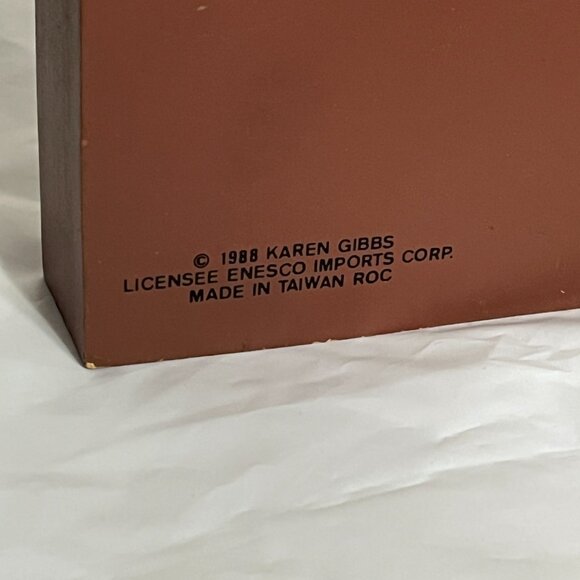 © 1988 KAREN GIBBS
LICENSEE ENESCO IMPORTS CORP.
MADE IN TAIWAN ROC